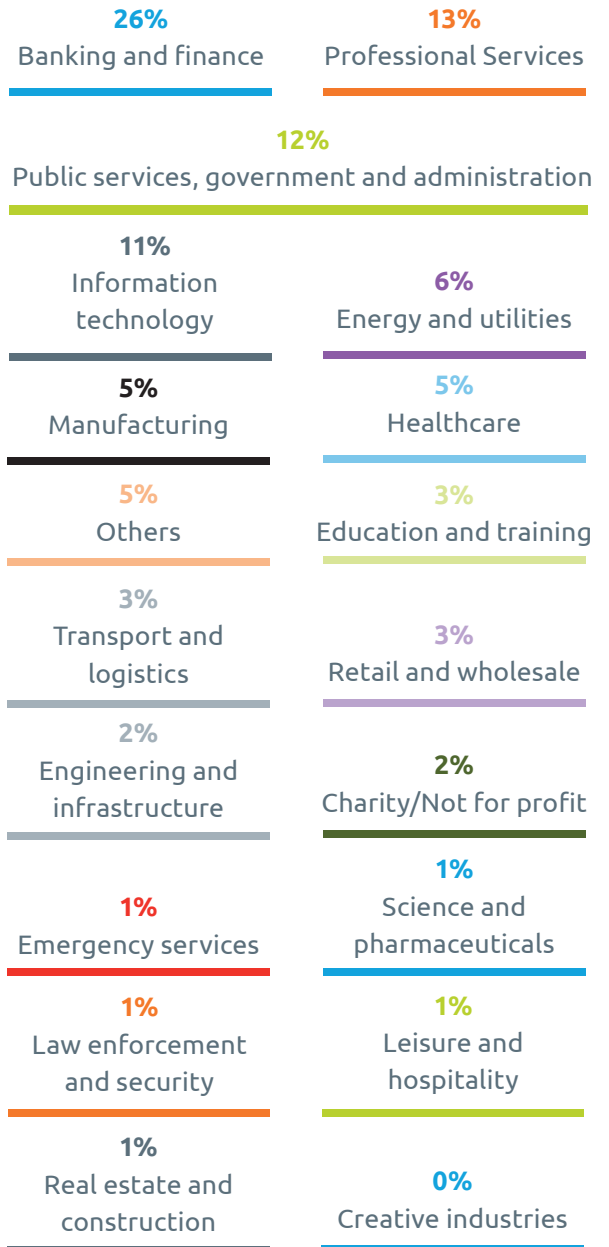 26%
Banking and finance
13%
Professional Services
12%
Public services, government and administration
11%
Information
technology
6%
Energy and utilities
5%
Manufacturing
5%
Healthcare
5%
Others
3%
Education and training
3%
Transport and
logistics
3%
Retail and wholesale
2%
Engineering and
infrastructure
2%
Charity/Not for profit
1%
Emergency services
1%
Science and
pharmaceuticals
1%
Law enforcement
and security
1%
Leisure and
hospitality
1%
Real estate and
construction
0%
Creative industries